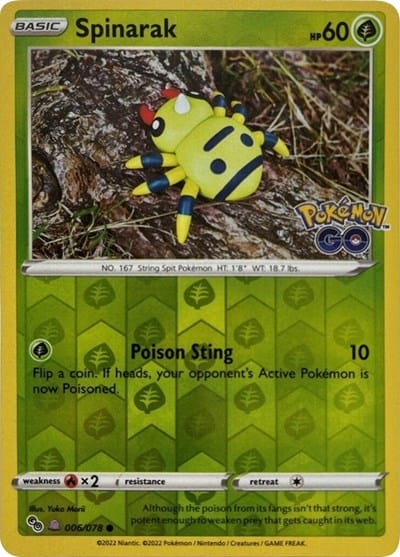 BASIC Spinarak HP 60
Pokémon
GO
NO. 167 String Spit Pokémon HT: 1'8" WT: 18.7 lbs.
Poison Sting 10
Flip a coin. If heads, your opponent's Active Pokémon is
now Poisoned.
weakness ×2 resistance retreat
Illus. Yuka Morii
Although the poison from its fangs isn't that strong, it's
potent enough to weaken prey that gets caught in its web.
006/078
©2022 Niantic ©2022 Pokémon / Nintendo / Creatures / GAME FREAK.